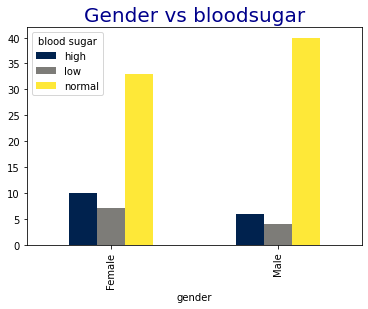 Gender vs bloodsugar
blood sugar
high
low
normal
40
35
30
25
20
15
10
5
0
Female
Male
gender